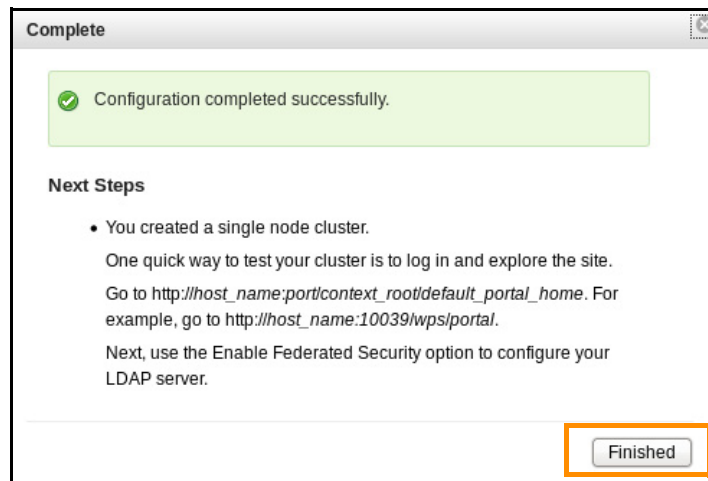 Complete
Configuration completed successfully.
Next Steps
• You created a single node cluster.
One quick way to test your cluster is to log in and explore the site.
Go to http://host_name:port/context_root/default_portal_home. For
example, go to http://host_name:10039/wps/portal.
Next, use the Enable Federated Security option to configure your
LDAP server.
Finished